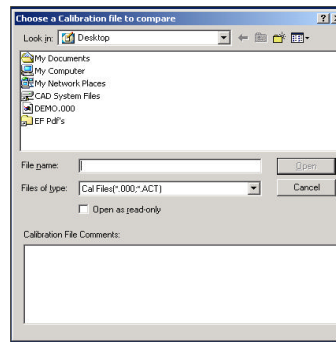 Choose a Calibration file to compare
Look in: Desktop
My Documents
My Computer
My Network Places
CAD System Files
DEMO.000
EF Pdf's
File name: Open
Files of type: Cal Files(*.000;*.ACT) Cancel
Open as read-only
Calibration File Comments: